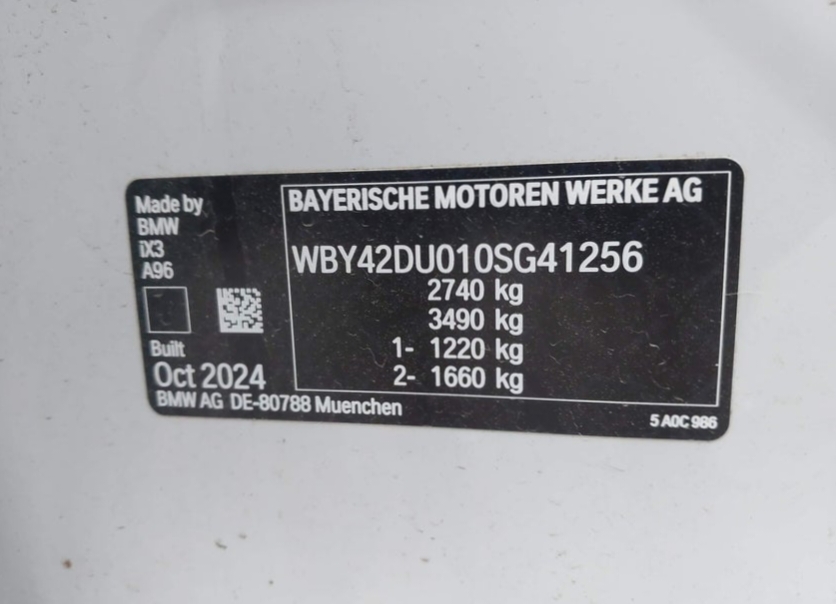 Made by
BMW
iX3
A96
Built
Oct 2024
BMW AG DE-80788 Muenchen
BAYERISCHE MOTOREN WERKE AG
WBY42DU010SG41256
2740 kg
3490 kg
1- 1220 kg
2- 1660 kg
5 A0C 986